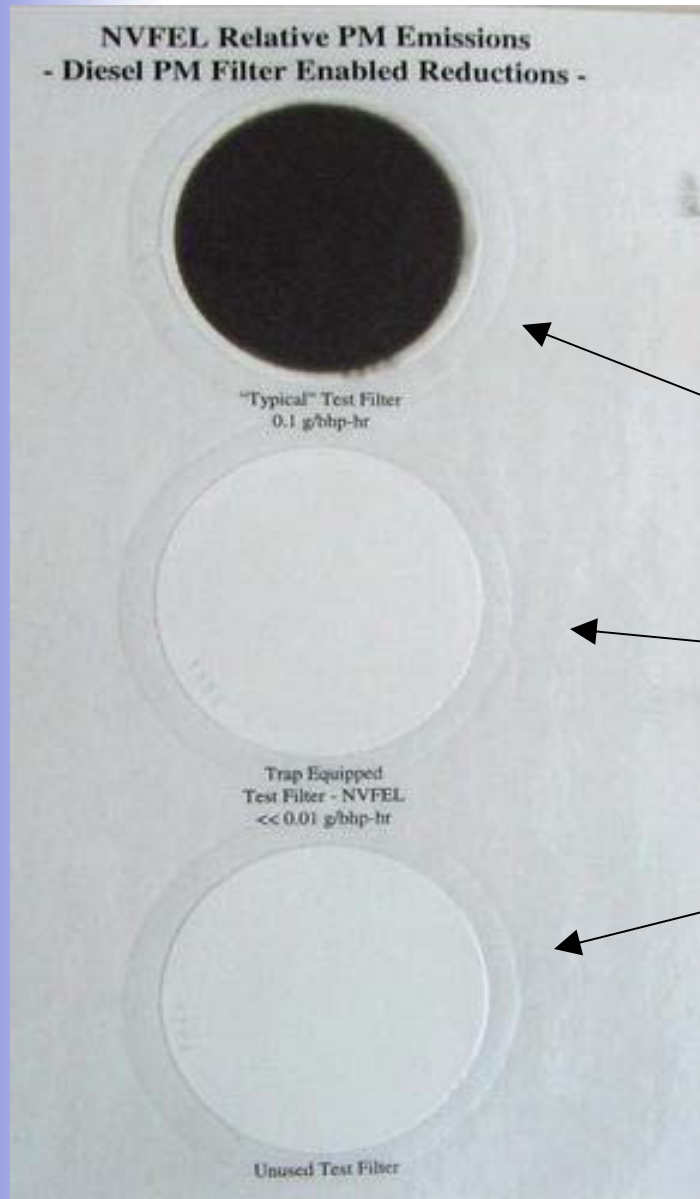 NVFEL Relative PM Emissions
- Diesel PM Filter Enabled Reductions -
"Typical" Test Filter
0.1 g/bhp-hr
Trap Equipped
Test Filter - NVFEL
<< 0.01 g/bhp-hr
Unused Test Filter